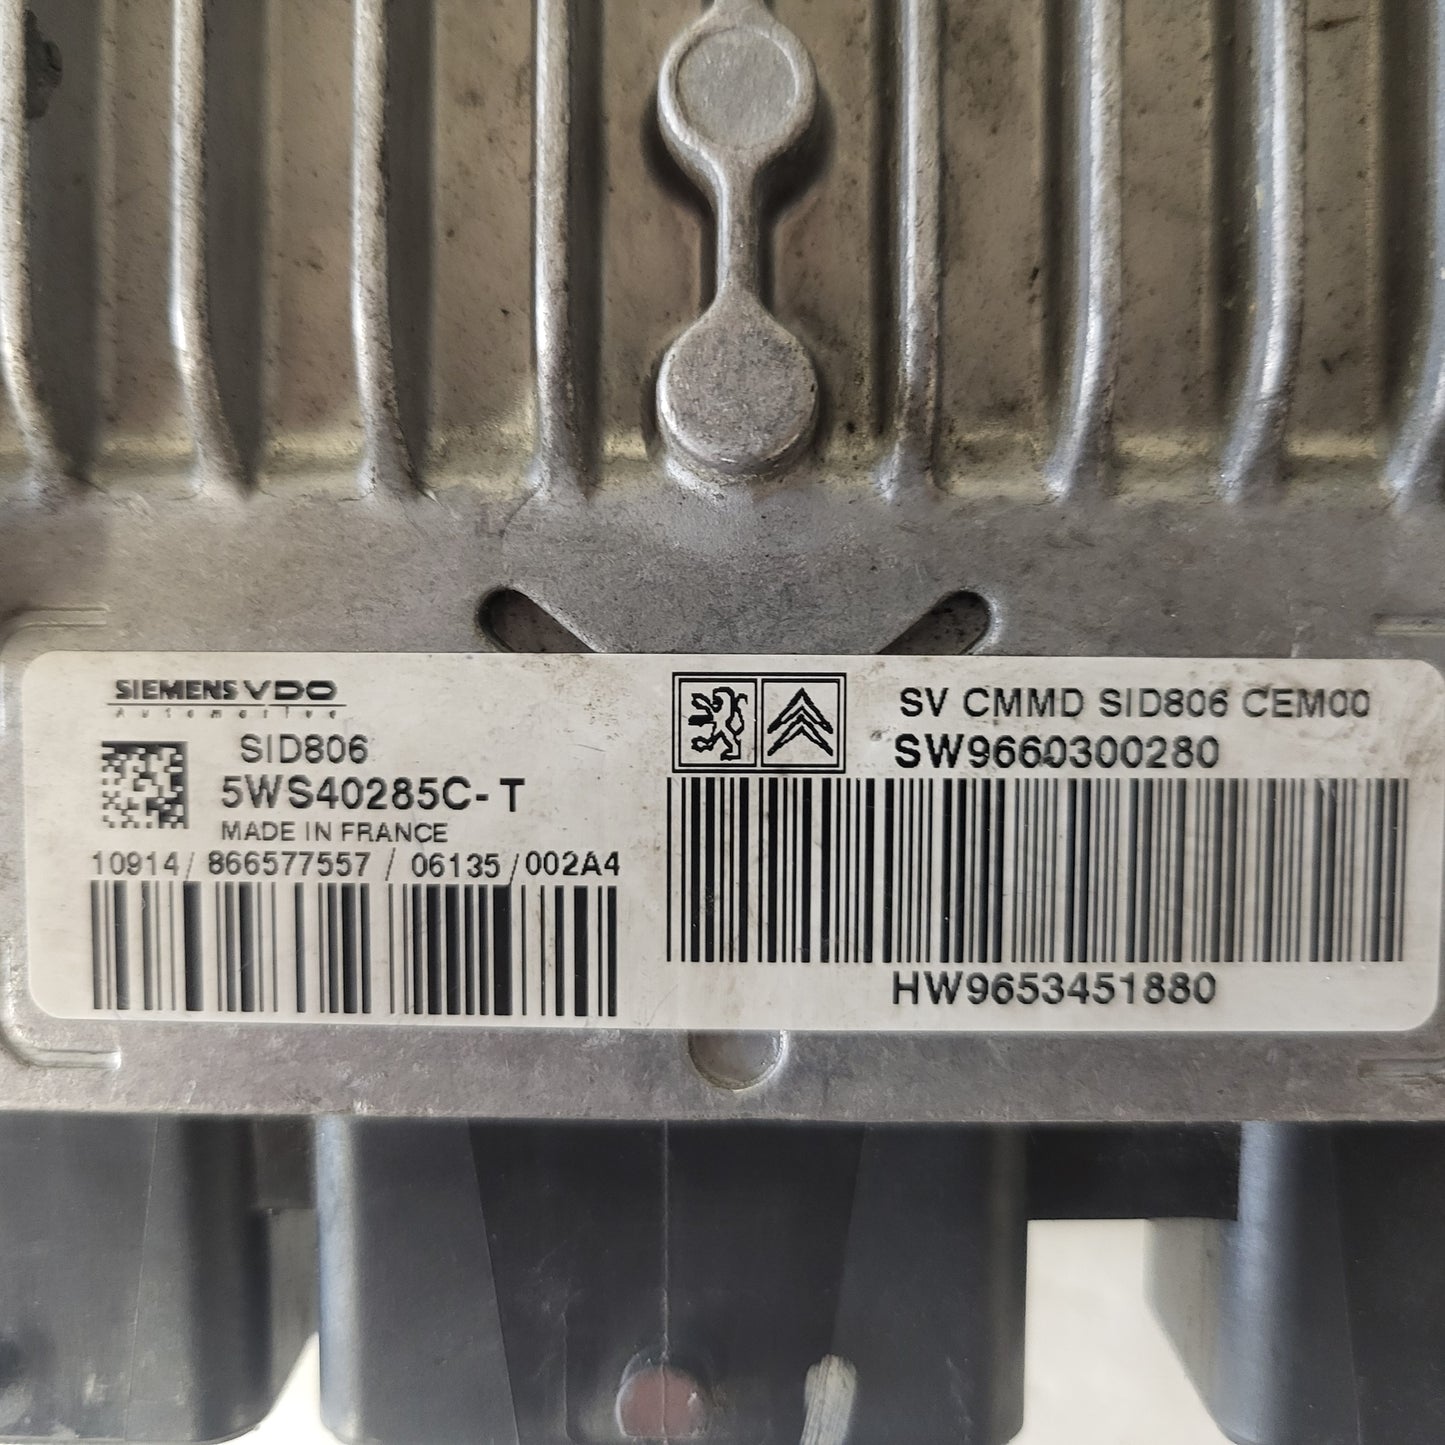 SIEMENS VDO
Automotive
SID806
5WS40285C-T
MADE IN FRANCE
10914/866577557/06135/002A4
SV CMMD SID806 CEM00
SW9660300280
HW9653451880